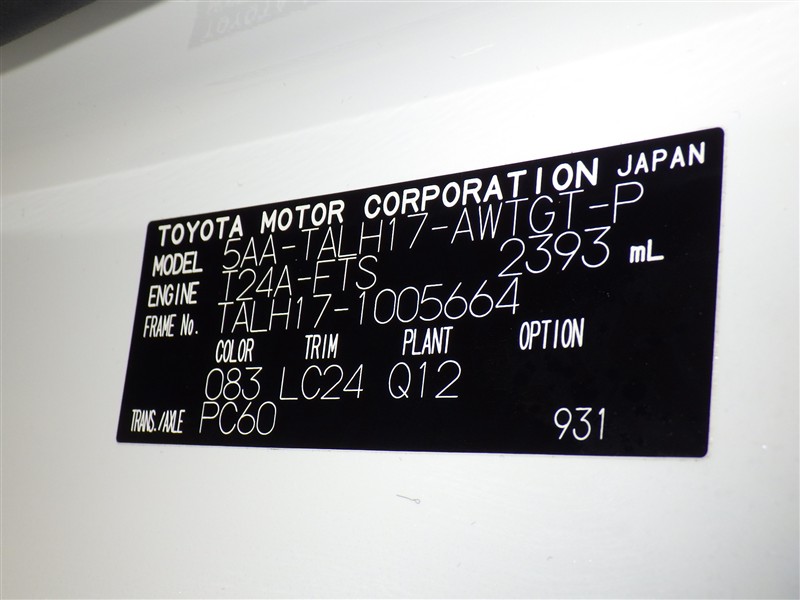 TOYOTA MOTOR CORPORATION JAPAN
MODEL 5AA-TALH17-AWTGT-P
ENGINE T24A-FTS 2393 mL
FRAME No. TALH17-1005664
COLOR TRIM PLANT OPTION
083 LC24 Q12
TRANS./AXLE PC60 931